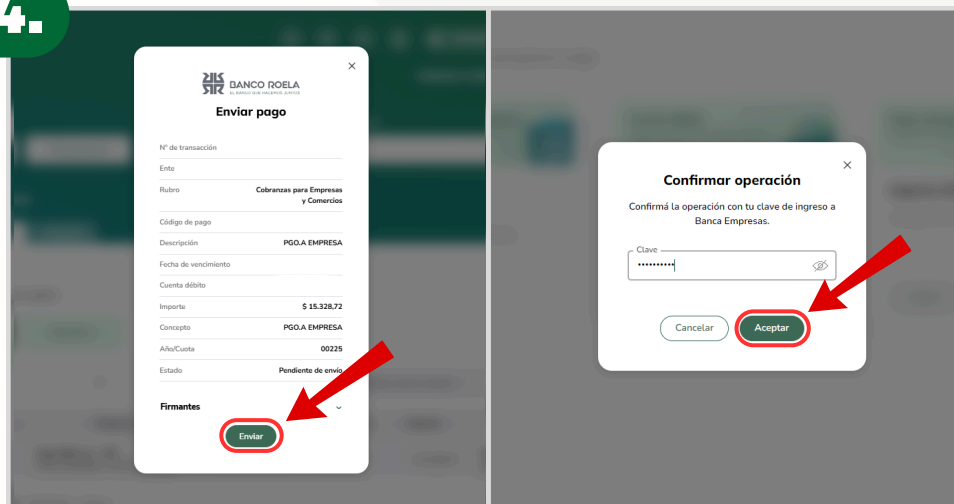 4.
BANCO ROELA
EL BANCO QUE HACEMOS JUNTOS
Enviar pago
N° de transacción
Ente
Rubro Cobranzas para Empresas
y Comercios
Código de pago
Descripción PGO.A EMPRESA
Fecha de vencimiento
Cuenta débito
Importe $ 15.328,72
Concepto PGO.A EMPRESA
Año/Cuota 00225
Estado Pendiente de envío
Firmantes
Enviar
Confirmar operación
Confirmá la operación con tu clave de ingreso a
Banca Empresas.
Clave
••••••••••
Cancelar Aceptar